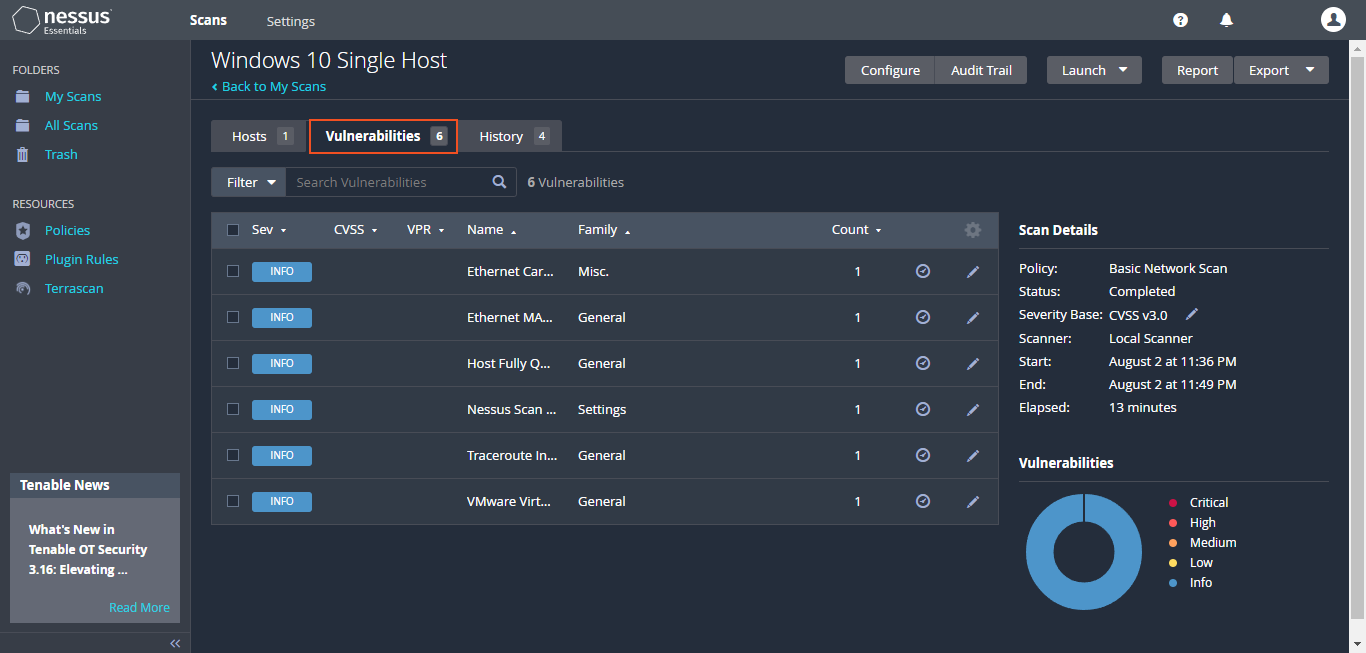 nessus
Essentials
Scans
Settings
FOLDERS
My Scans
All Scans
Trash
RESOURCES
Policies
Plugin Rules
Terrascan
Tenable News
What's New in
Tenable OT Security
3.16: Elevating ...
Read More
Windows 10 Single Host
Back to My Scans
Configure
Audit Trail
Launch
Report
Export
Hosts 1
Vulnerabilities 6
History 4
Filter
Search Vulnerabilities
6 Vulnerabilities
Sev CVSS VPR Name Family Count
INFO Ethernet Car... Misc. 1
INFO Ethernet MA... General 1
INFO Host Fully Q... General 1
INFO Nessus Scan ... Settings 1
INFO Traceroute In... General 1
INFO VMware Virt... General 1
Scan Details
Policy: Basic Network Scan
Status: Completed
Severity Base: CVSS v3.0
Scanner: Local Scanner
Start: August 2 at 11:36 PM
End: August 2 at 11:49 PM
Elapsed: 13 minutes
Vulnerabilities
Critical
High
Medium
Low
Info